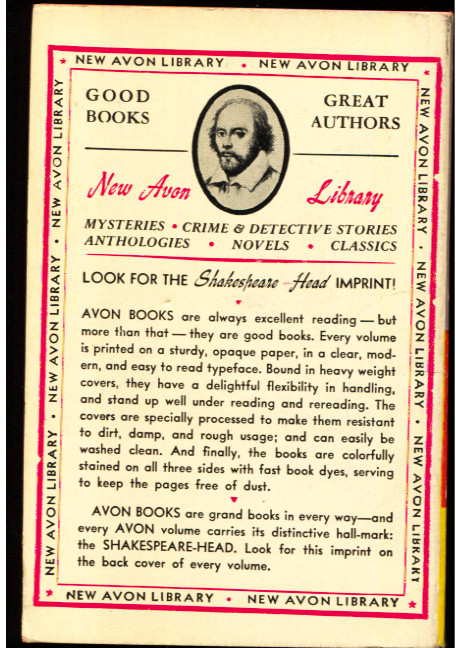 NEW AVON LIBRARY • NEW AVON LIBRARY
NEW AVON LIBRARY • NEW AVON LIBRARY • NEW AVON LIBRARY
NEW AVON LIBRARY • NEW AVON LIBRARY • NEW AVON LIBRARY
GOOD
BOOKS
GREAT
AUTHORS
New Avon Library
MYSTERIES • CRIME & DETECTIVE STORIES
ANTHOLOGIES • NOVELS • CLASSICS
LOOK FOR THE Shakespeare-Head IMPRINT!
AVON BOOKS are always excellent reading — but
more than that — they are good books. Every volume
is printed on a sturdy, opaque paper, in a clear, mod-
ern, and easy to read typeface. Bound in heavy weight
covers, they have a delightful flexibility in handling,
and stand up well under reading and rereading. The
covers are specially processed to make them resistant
to dirt, damp, and rough usage; and can easily be
washed clean. And finally, the books are colorfully
stained on all three sides with fast book dyes, serving
to keep the pages free of dust.
AVON BOOKS are grand books in every way—and
every AVON volume carries its distinctive hall-mark:
the SHAKESPEARE-HEAD. Look for this imprint on
the back cover of every volume.
NEW AVON LIBRARY • NEW AVON LIBRARY